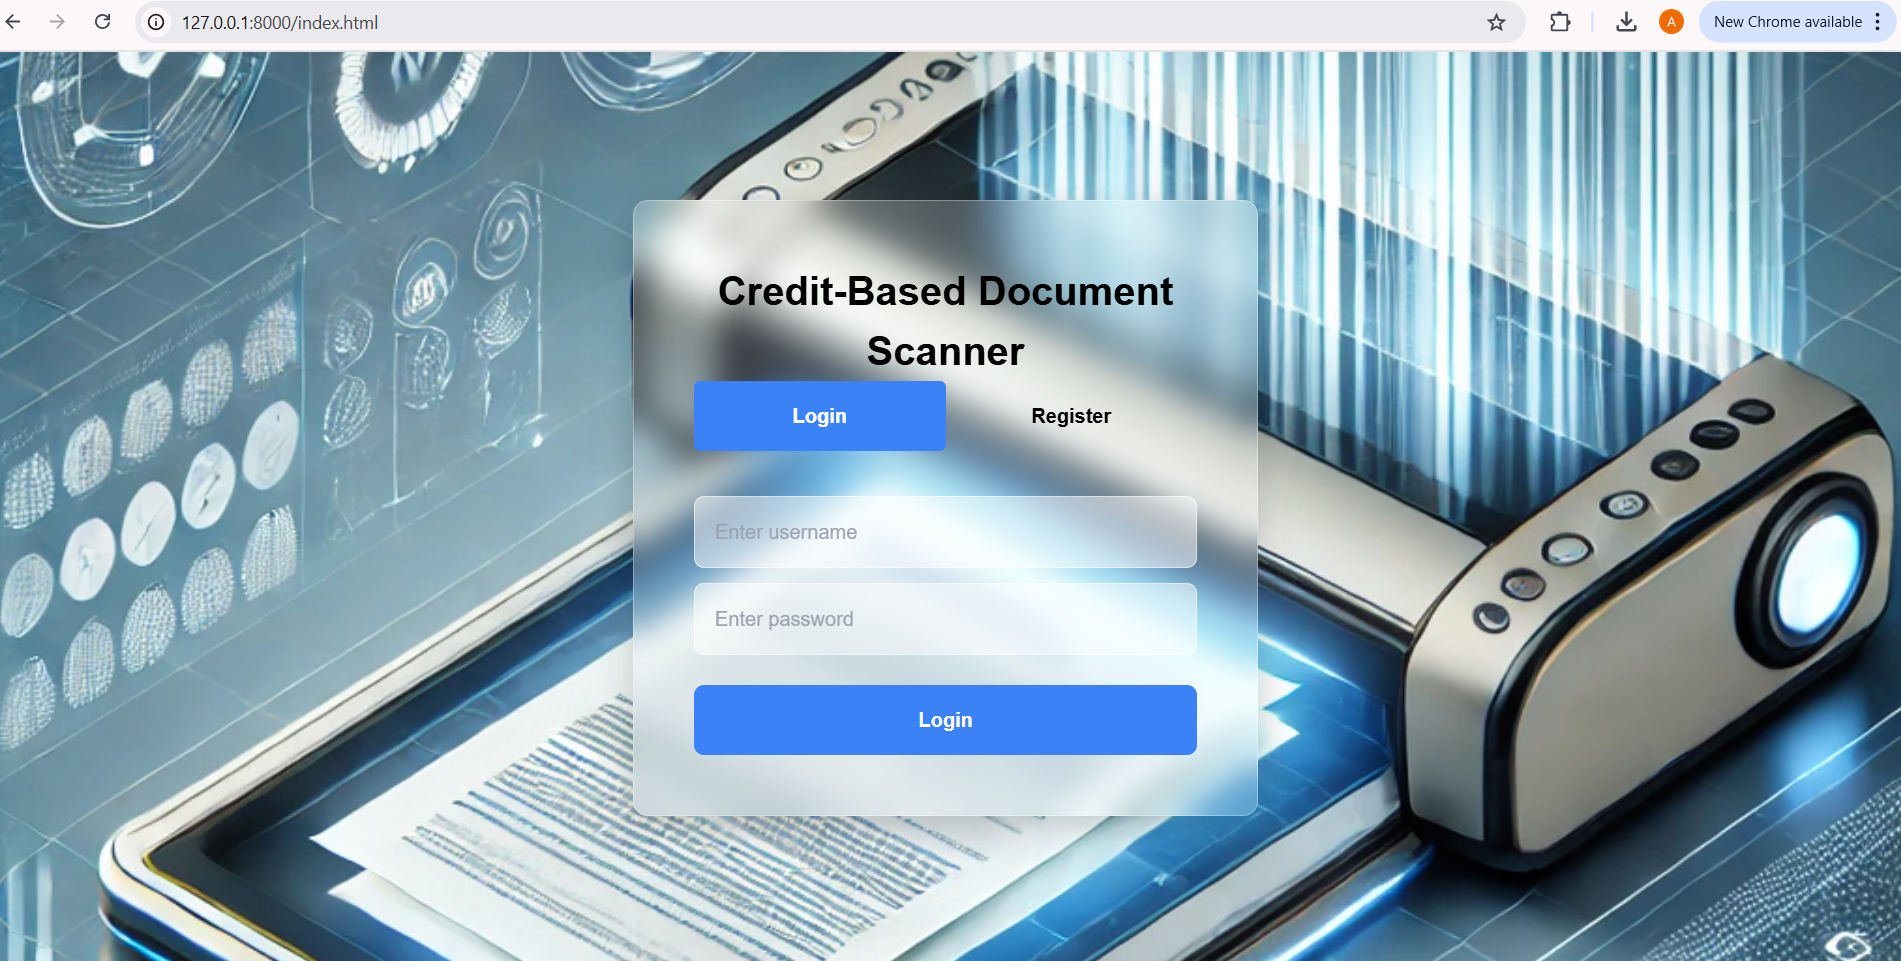 127.0.0.1:8000/index.html
A
New Chrome available
Credit-Based Document
Scanner
Login
Register
Enter username
Enter password
Login